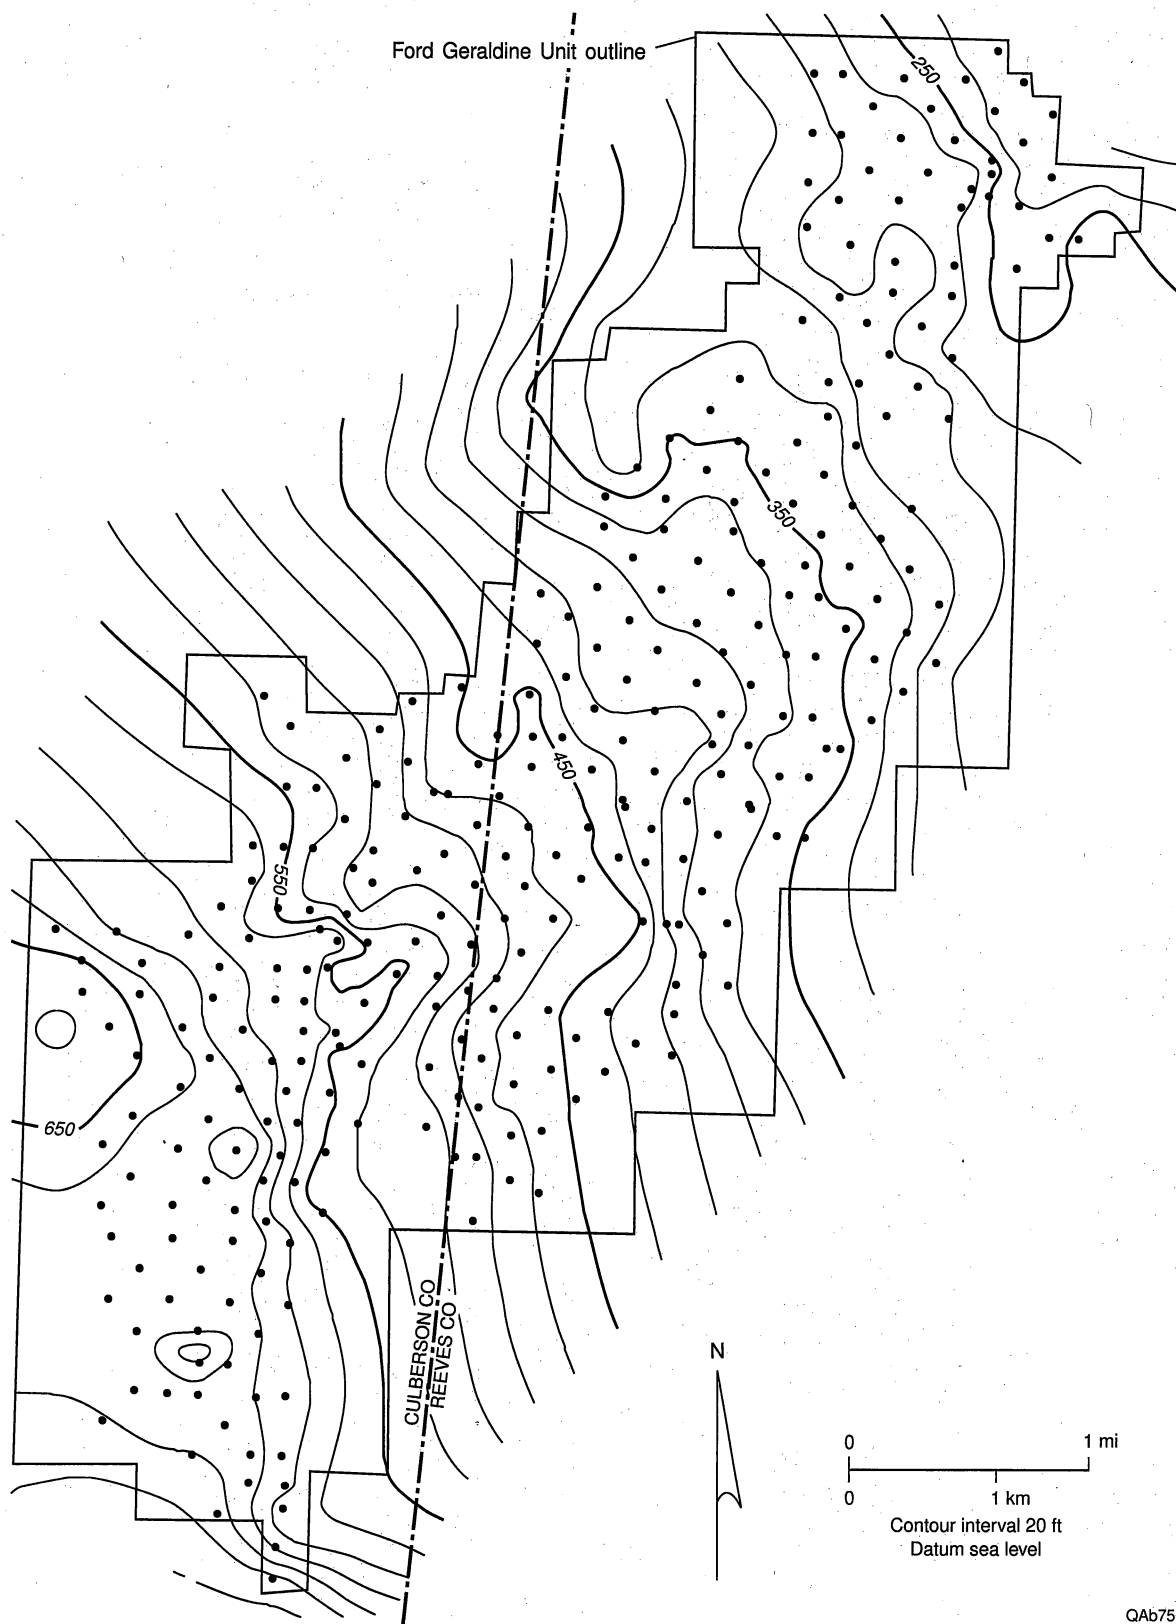 Ford Geraldine Unit outline
250
350
450
550
650
CULBERSON CO
REEVES CO
N
0 1 mi
0 1 km
Contour interval 20 ft
Datum sea level
QAb75